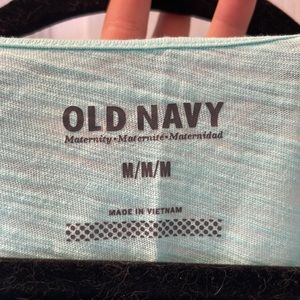 OLD NAVY
Maternity • Maternité • Maternidad
M/M/M
MADE IN VIETNAM